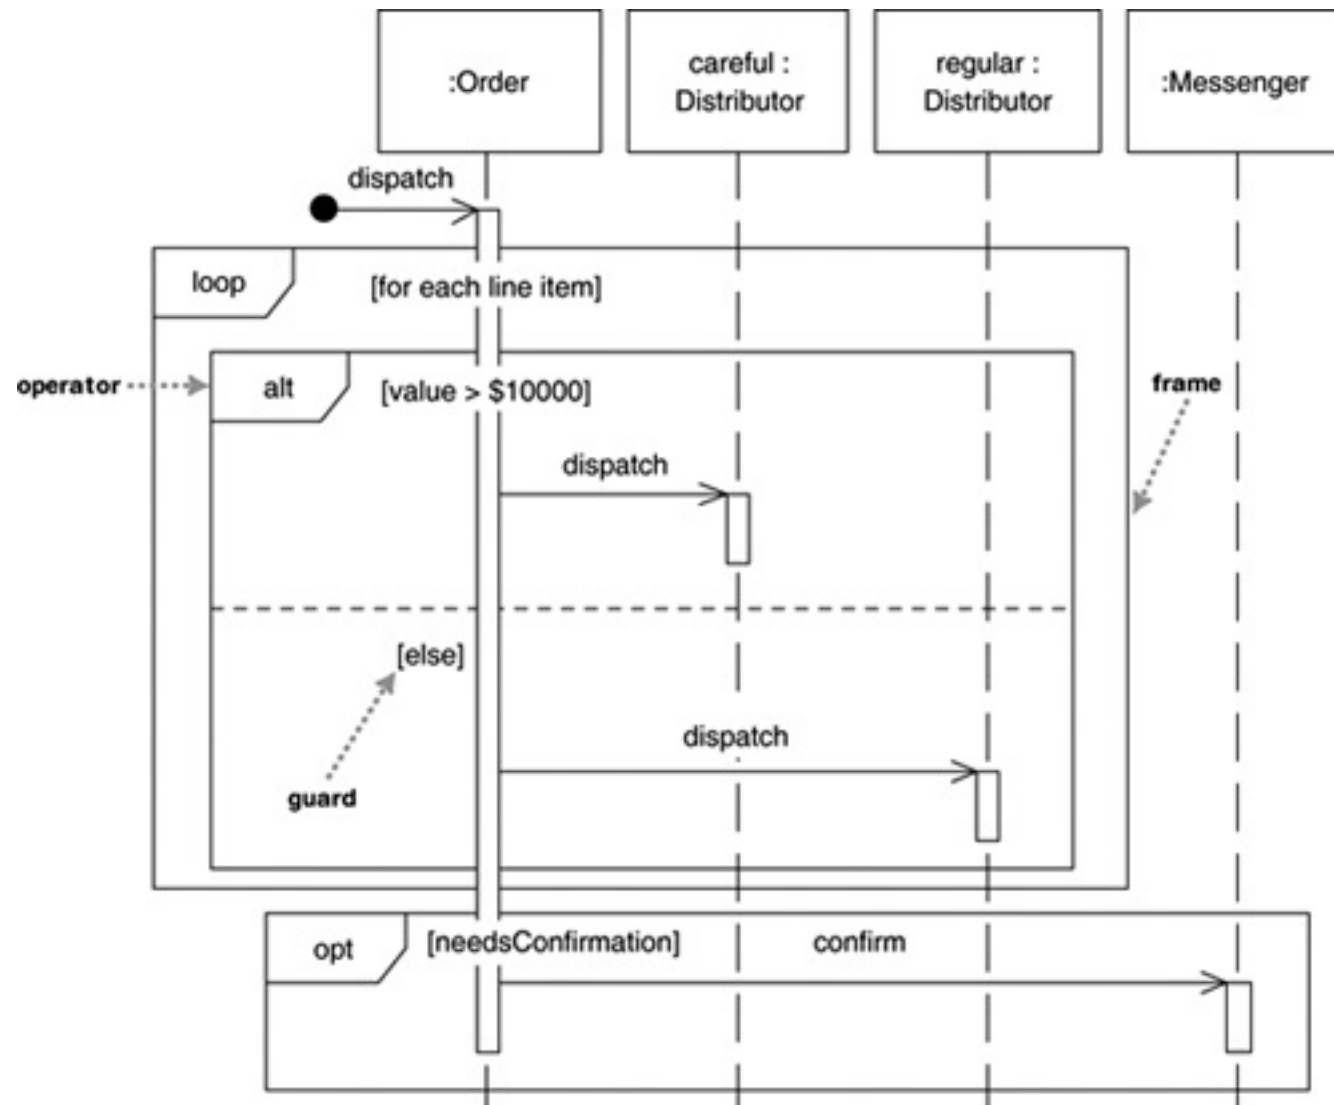 :Order
careful :
Distributor
regular :
Distributor
:Messenger
dispatch
loop
[for each line item]
operator
alt
[value > $10000]
frame
dispatch
[else]
dispatch
guard
opt
[needsConfirmation]
confirm